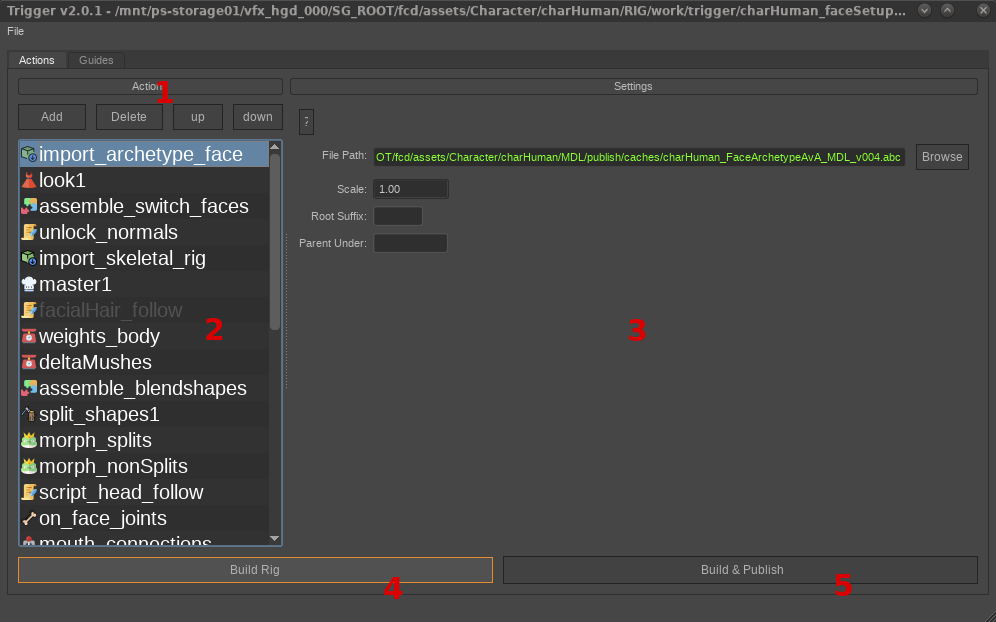 Trigger v2.0.1 - /mnt/ps-storage01/vfx_hgd_000/SG_ROOT/fcd/assets/Character/charHuman/RIG/work/trigger/charHuman_faceSetup...
File
Actions Guides
Action 1 Settings
Add Delete up down ?
import_archetype_face
File Path: OT/fcd/assets/Character/charHuman/MDL/publish/caches/charHuman_FaceArchetypeAvA_MDL_v004.abc Browse
look1
Scale: 1.00
assemble_switch_faces
Root Suffix:
unlock_normals
Parent Under:
import_skeletal_rig
master1
facialHair_follow
2
3
weights_body
deltaMushes
assemble_blendshapes
split_shapes1
morph_splits
morph_nonSplits
script_head_follow
on_face_joints
mouth_connections
Build Rig Build & Publish
4 5